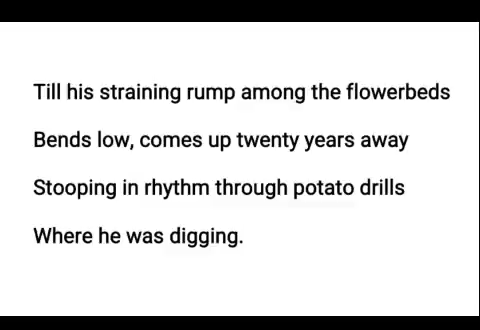 Till his straining rump among the flowerbeds
Bends low, comes up twenty years away
Stooping in rhythm through potato drills
Where he was digging.